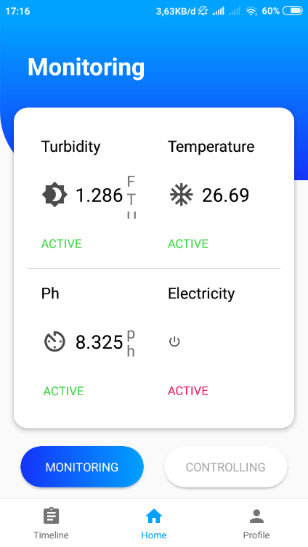 17:16 3,63KB/d 60%
Monitoring
Turbidity Temperature
1.286 F
T
U
26.69
ACTIVE ACTIVE
Ph Electricity
8.325 p
h
ACTIVE ACTIVE
MONITORING CONTROLLING
Timeline Home Profile